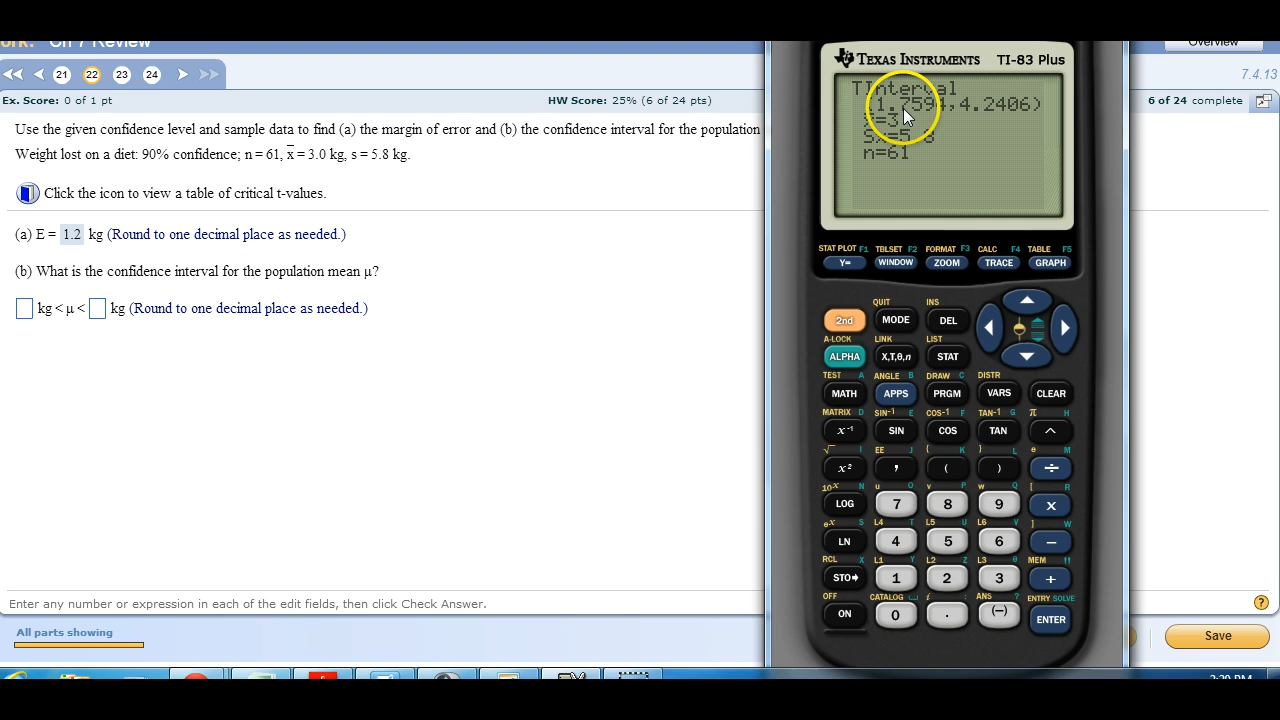 Ch 7 Review
Overview
21 22 23 24
7.4.13
Ex. Score: 0 of 1 pt
HW Score: 25% (6 of 24 pts)
6 of 24 complete
Use the given confidence level and sample data to find (a) the margin of error and (b) the confidence interval for the population
Weight lost on a diet: 90% confidence; n = 61, x̄ = 3.0 kg, s = 5.8 kg.
Click the icon to view a table of critical t-values.
(a) E = 1.2 kg (Round to one decimal place as needed.)
(b) What is the confidence interval for the population mean μ?
kg < μ < kg (Round to one decimal place as needed.)
Enter any number or expression in each of the edit fields, then click Check Answer.
?
All parts showing
Save
TEXAS INSTRUMENTS TI-83 Plus
TInterval
(1.7594,4.2406)
x̄=3
Sx=5.8
n=61
STAT PLOT F1 TBLSET F2 FORMAT F3 CALC F4 TABLE F5
Y= WINDOW ZOOM TRACE GRAPH
QUIT INS
2nd MODE DEL
A-LOCK LINK LIST
ALPHA X,T,θ,n STAT
TEST A ANGLE B DRAW C DISTR
MATH APPS PRGM VARS CLEAR
MATRIX D SIN⁻¹ E COS⁻¹ F TAN⁻¹ G π H
x⁻¹ SIN COS TAN ^
√ I EE J { K } L e M
x² , ( ) ÷
10ˣ N u O v P w Q [ R
LOG 7 8 9 x
eˣ S L4 T L5 U L6 V ] W
LN 4 5 6 −
RCL X L1 Y L2 Z L3 θ MEM "
STO➔ 1 2 3 +
OFF CATALOG ⎵ i : ANS ? ENTRY SOLVE
ON 0 . (−) ENTER